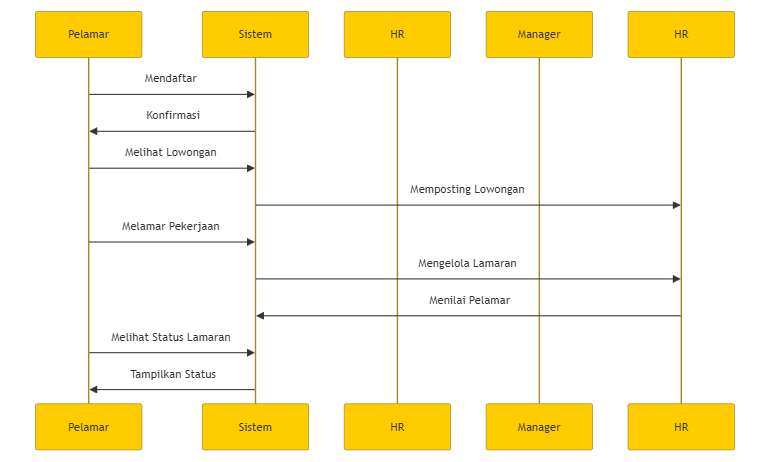 Pelamar
Sistem
HR
Manager
HR
Mendaftar
Konfirmasi
Melihat Lowongan
Memposting Lowongan
Melamar Pekerjaan
Mengelola Lamaran
Menilai Pelamar
Melihat Status Lamaran
Tampilkan Status
Pelamar
Sistem
HR
Manager
HR